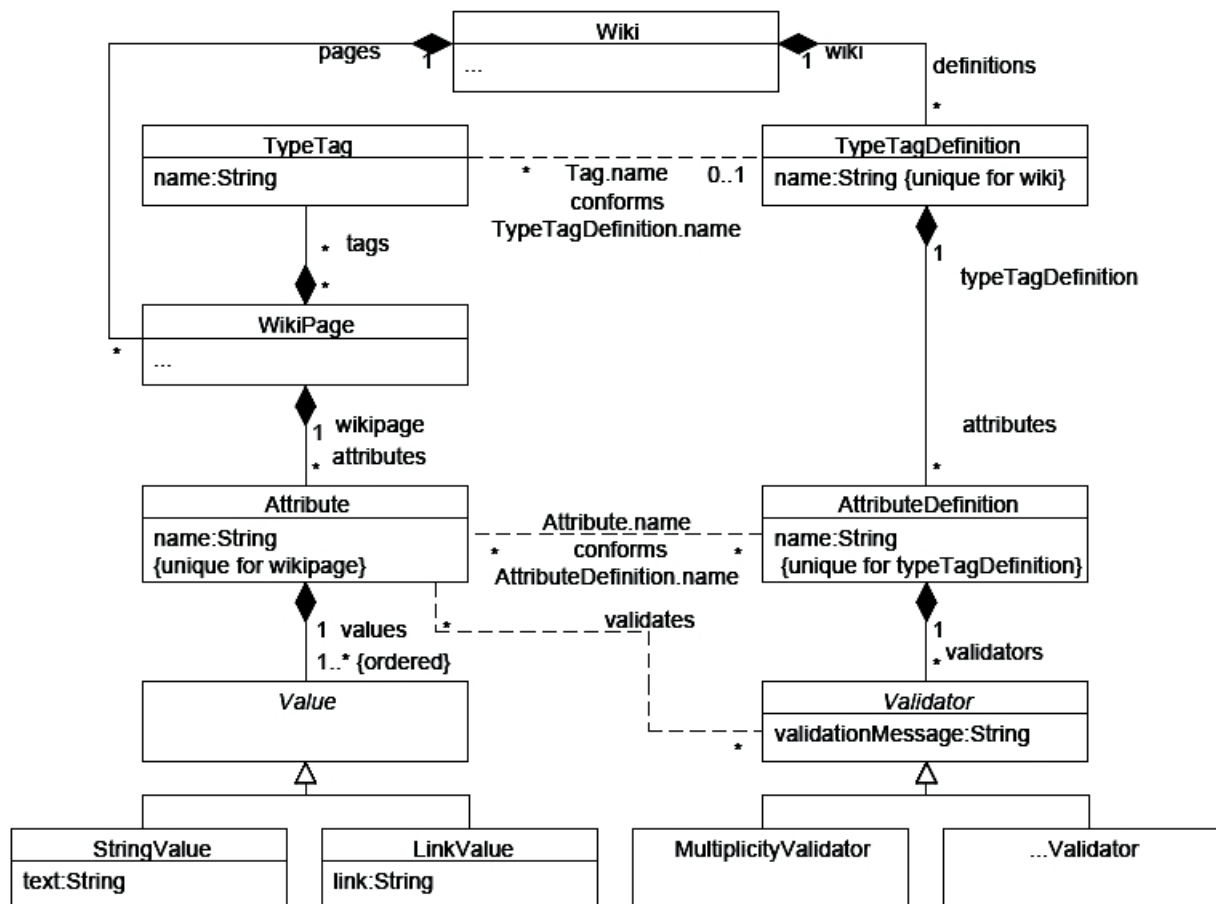 Wiki
...
pages
1
1
wiki
definitions
*
TypeTag
name:String
*
Tag.name
conforms
TypeTagDefinition.name
0..1
TypeTagDefinition
name:String {unique for wiki}
*
tags
*
1
typeTagDefinition
WikiPage
...
*
1
wikipage
*
attributes
attributes
*
Attribute
name:String
{unique for wikipage}
*
Attribute.name
conforms
AttributeDefinition.name
*
AttributeDefinition
name:String
{unique for typeTagDefinition}
*
validates
*
1 values
1..* {ordered}
1
*
validators
Value
Validator
validationMessage:String
StringValue
text:String
LinkValue
link:String
MultiplicityValidator
...Validator